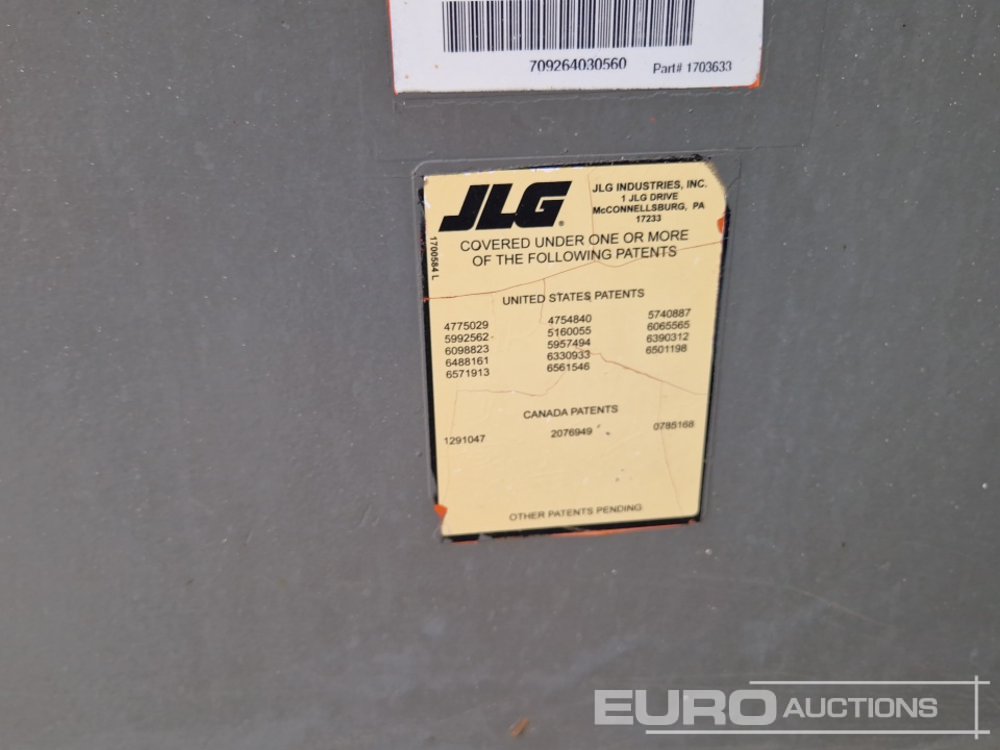 709264030560 Part# 1703633
JLG
JLG INDUSTRIES, INC.
1 JLG DRIVE
McCONNELLSBURG, PA
17233
1700584 L
COVERED UNDER ONE OR MORE
OF THE FOLLOWING PATENTS
UNITED STATES PATENTS
4775029 4754840 5740887
5992562 5160055 6065565
6098823 5957494 6390312
6488161 6330933 6501198
6571913 6561546
CANADA PATENTS
1291047 2076949 0785168
OTHER PATENTS PENDING
EURO AUCTIONS